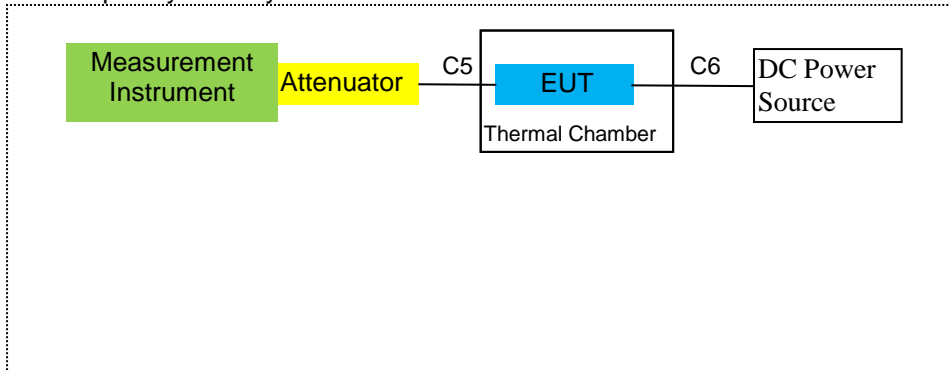 Measurement
Instrument
Attenuator
C5
EUT
Thermal Chamber
C6
DC Power
Source